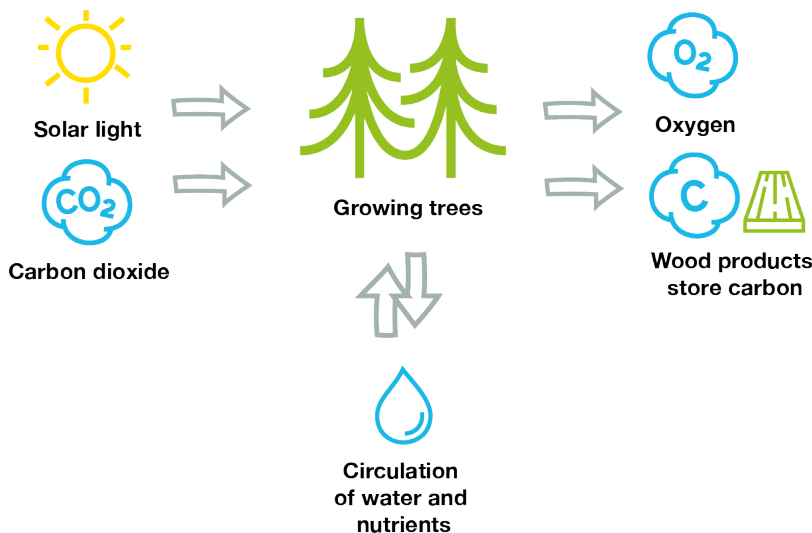 Solar light
CO₂
Carbon dioxide
Growing trees
O₂
Oxygen
C
Wood products
store carbon
Circulation
of water and
nutrients